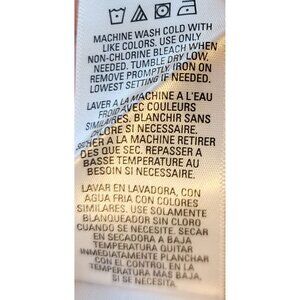 MACHINE WASH COLD WITH
LIKE COLORS. USE ONLY
NON-CHLORINE BLEACH WHEN
NEEDED. TUMBLE DRY LOW.
REMOVE PROMPTLY. IRON ON
LOWEST SETTING IF NEEDED.
LAVER A LA MACHINE A L'EAU
FROID AVEC COULEURS
SIMILAIRES. BLANCHIR SANS
CHLORE SI NECESSAIRE.
SECHER A LA MACHINE RETIRER
DES QUE SEC. REPASSER A
BASSE TEMPERATURE AU
BESOIN SI NECESSAIRE.
LAVAR EN LAVADORA, CON
AGUA FRIA CON COLORES
SIMILARES. USE SOLAMENTE
BLANQUEADOR SIN CLORO
CUANDO SE NECESITE. SECAR
EN SECADORA A BAJA
TEMPERATURA QUITAR
INMEDIATAMENTE PLANCHAR
CON EL CONTROL EN LA
TEMPERATURA MAS BAJA,
SI SE NECESITA